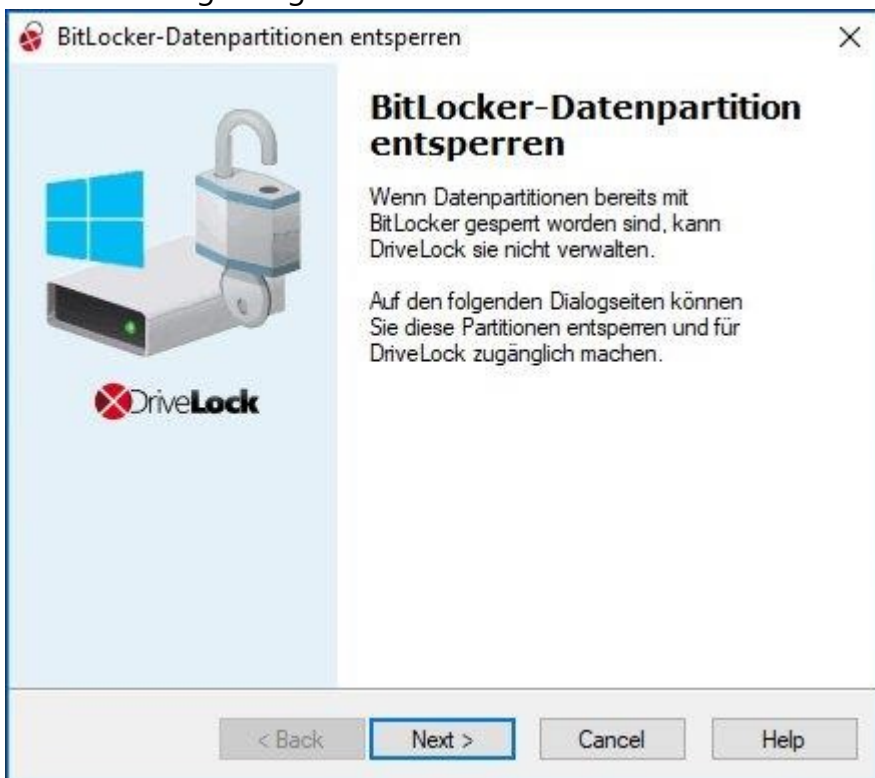 BitLocker-Datenpartitionen entsperren
BitLocker-Datenpartition
entsperren
Wenn Datenpartitionen bereits mit
BitLocker gesperrt worden sind, kann
DriveLock sie nicht verwalten.
Auf den folgenden Dialogseiten können
Sie diese Partitionen entsperren und für
DriveLock zugänglich machen.
DriveLock
< Back
Next >
Cancel
Help